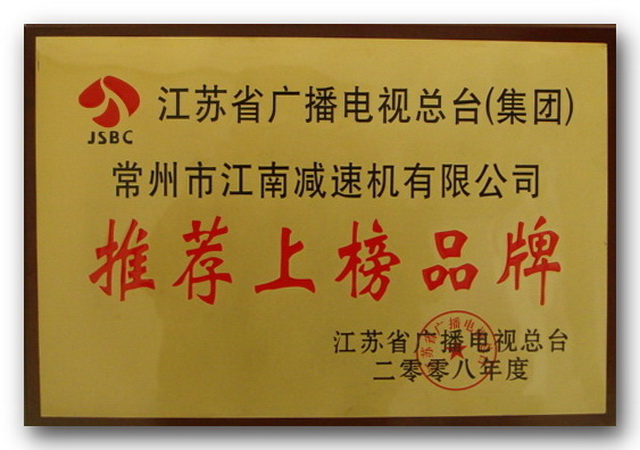 JSBC
江苏省广播电视总台(集团)
常州市江南减速机有限公司
推荐上榜品牌
江苏省广播电视总台
二零零八年度